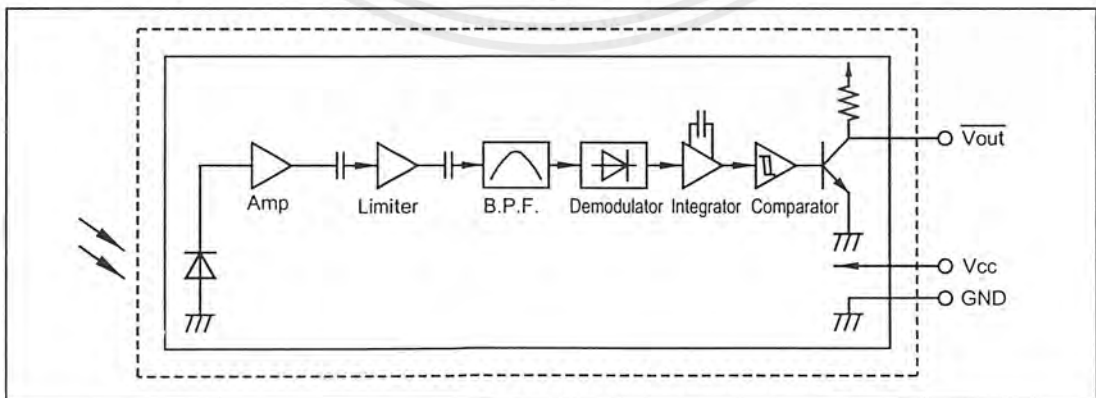 Amp
Limiter
B.P.F.
Demodulator
Integrator
Comparator
Vout
Vcc
GND